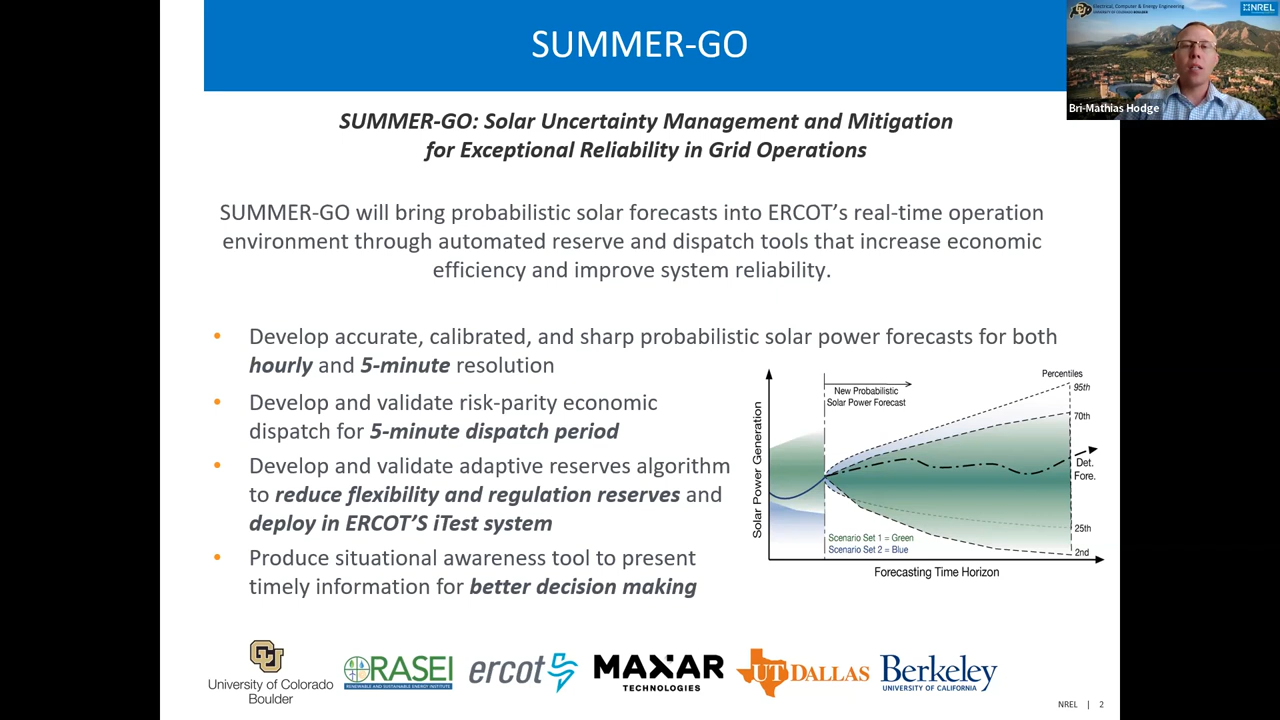 SUMMER-GO
Electrical, Computer & Energy Engineering
UNIVERSITY OF COLORADO BOULDER
NREL
Bri-Mathias Hodge
SUMMER-GO: Solar Uncertainty Management and Mitigation
for Exceptional Reliability in Grid Operations
SUMMER-GO will bring probabilistic solar forecasts into ERCOT’s real-time operation
environment through automated reserve and dispatch tools that increase economic
efficiency and improve system reliability.
• Develop accurate, calibrated, and sharp probabilistic solar power forecasts for both
hourly and 5-minute resolution
• Develop and validate risk-parity economic
dispatch for 5-minute dispatch period
• Develop and validate adaptive reserves algorithm
to reduce flexibility and regulation reserves and
deploy in ERCOT’S iTest system
• Produce situational awareness tool to present
timely information for better decision making
Solar Power Generation
New Probabilistic
Solar Power Forecast
Percentiles
95th
70th
Det.
Fore.
25th
2nd
Scenario Set 1 = Green
Scenario Set 2 = Blue
Forecasting Time Horizon
CU
University of Colorado
Boulder
RASEI
RENEWABLE AND SUSTAINABLE ENERGY INSTITUTE
ercot
MAXAR
TECHNOLOGIES
UT DALLAS
Berkeley
UNIVERSITY OF CALIFORNIA
NREL | 2